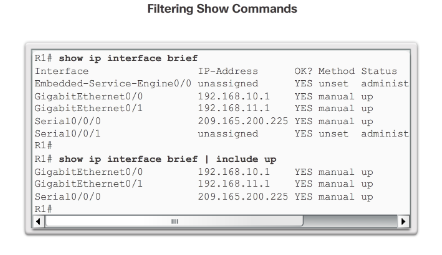 Filtering Show Commands
R1# show ip interface brief
Interface IP-Address OK? Method Status
Embedded-Service-Engine0/0 unassigned YES unset administ
GigabitEthernet0/0 192.168.10.1 YES manual up
GigabitEthernet0/1 192.168.11.1 YES manual up
Serial0/0/0 209.165.200.225 YES manual up
Serial0/0/1 unassigned YES unset administ
R1#
R1# show ip interface brief | include up
GigabitEthernet0/0 192.168.10.1 YES manual up
GigabitEthernet0/1 192.168.11.1 YES manual up
Serial0/0/0 209.165.200.225 YES manual up
R1#